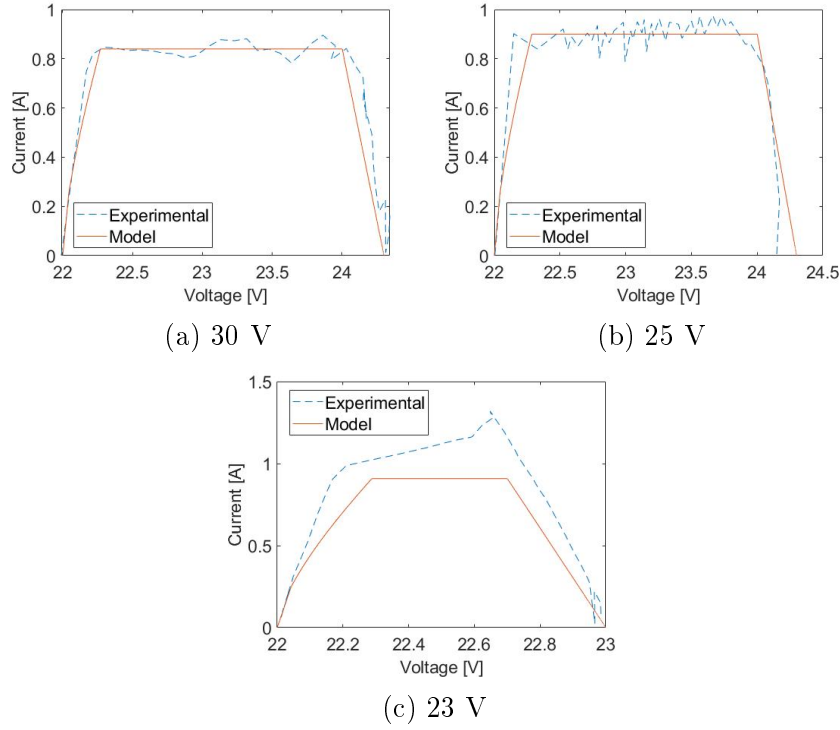 1
0.8
0.6
0.4
0.2
0
Current [A]
Experimental
Model
22
22.5
23
23.5
24
Voltage [V]
(a) 30 V
1
0.8
0.6
0.4
0.2
0
Current [A]
Experimental
Model
22
22.5
23
23.5
24
24.5
Voltage [V]
(b) 25 V
1.5
1
0.5
0
Current [A]
Experimental
Model
22
22.2
22.4
22.6
22.8
23
Voltage [V]
(c) 23 V